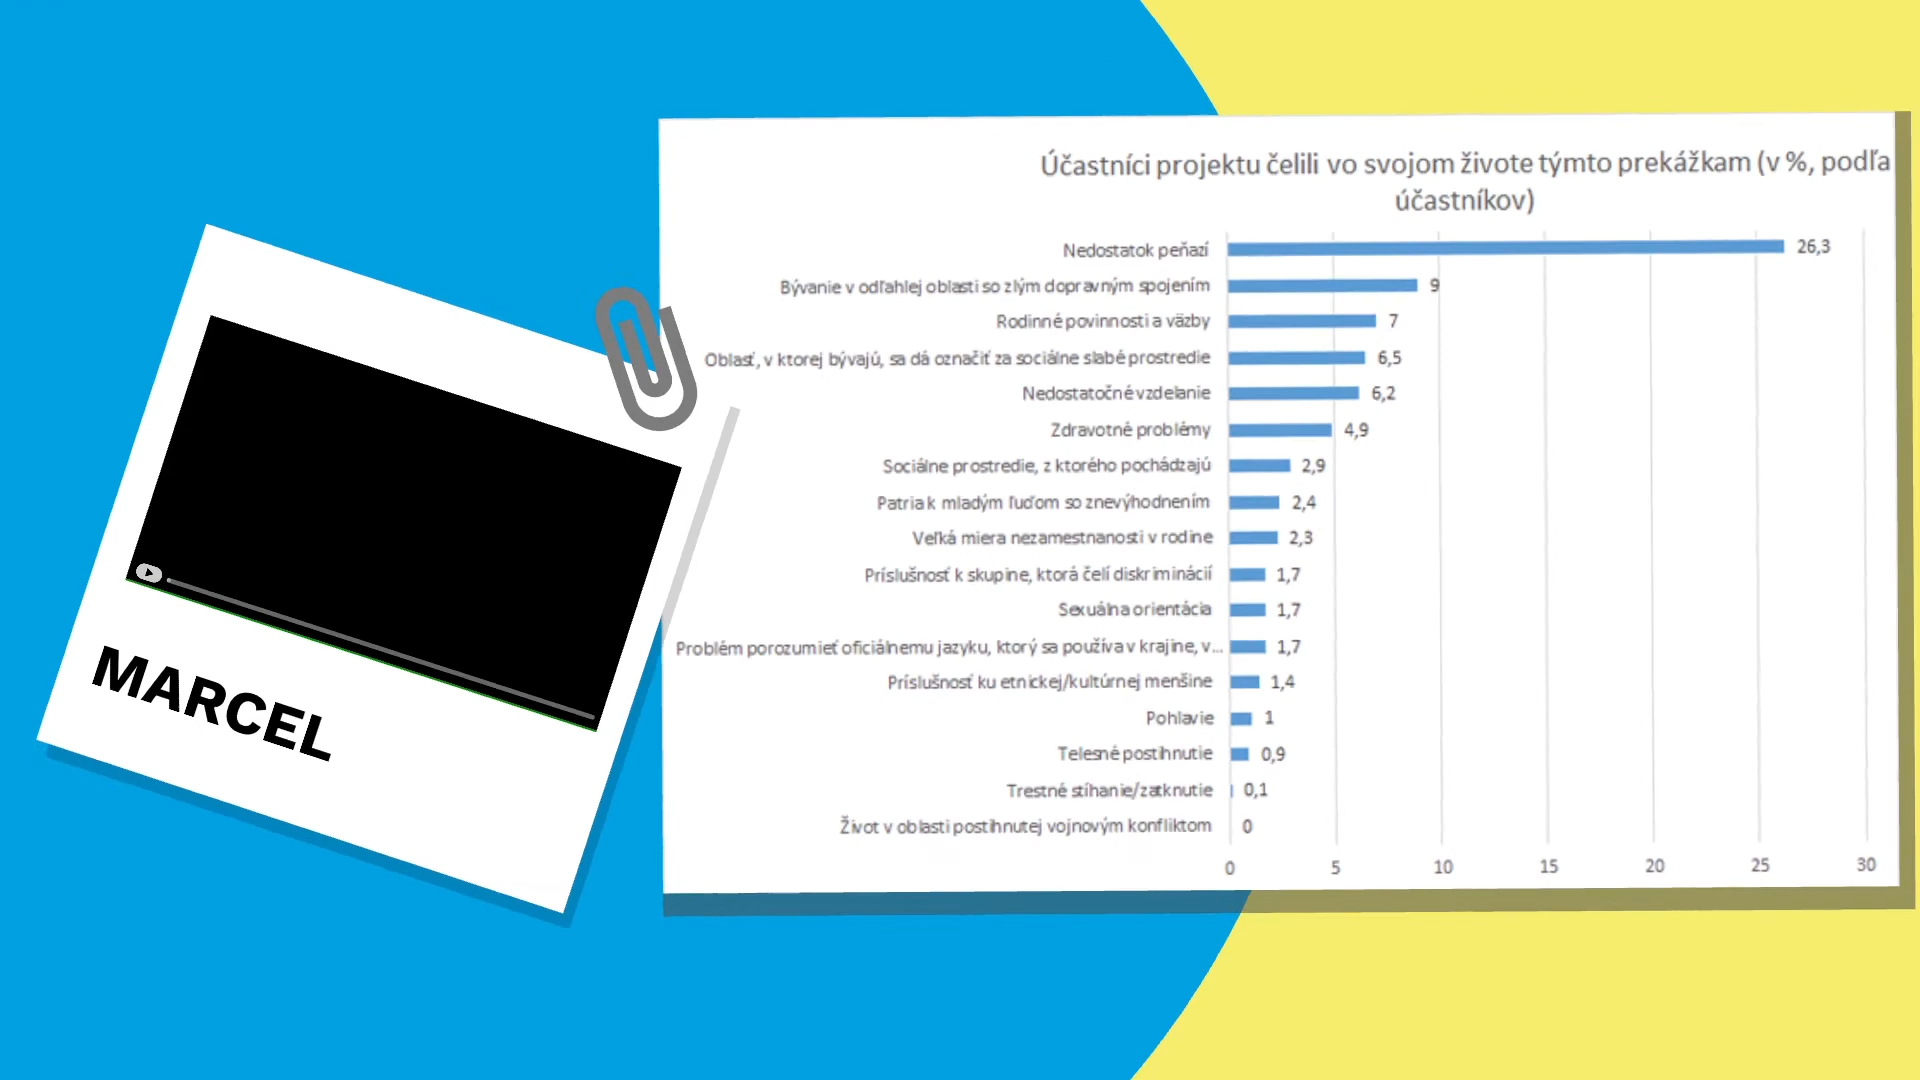 MARCEL
Účastníci projektu čelili vo svojom živote týmto prekážkam (v %, podľa
účastníkov)
Nedostatok peňazí 26,3
Bývanie v odľahlej oblasti so zlým dopravným spojením 9
Rodinné povinnosti a väzby 7
Oblasť, v ktorej bývajú, sa dá označiť za sociálne slabé prostredie 6,5
Nedostatočné vzdelanie 6,2
Zdravotné problémy 4,9
Sociálne prostredie, z ktorého pochádzajú 2,9
Patria k mladým ľuďom so znevýhodnením 2,4
Veľká miera nezamestnanosti v rodine 2,3
Príslušnosť k skupine, ktorá čelí diskriminácií 1,7
Sexuálna orientácia 1,7
Problém porozumieť oficiálnemu jazyku, ktorý sa používa v krajine, v... 1,7
Príslušnosť ku etnickej/kultúrnej menšine 1,4
Pohlavie 1
Telesné postihnutie 0,9
Trestné stíhanie/zatknutie 0,1
Život v oblasti postihnutej vojnovým konfliktom 0
0 5 10 15 20 25 30